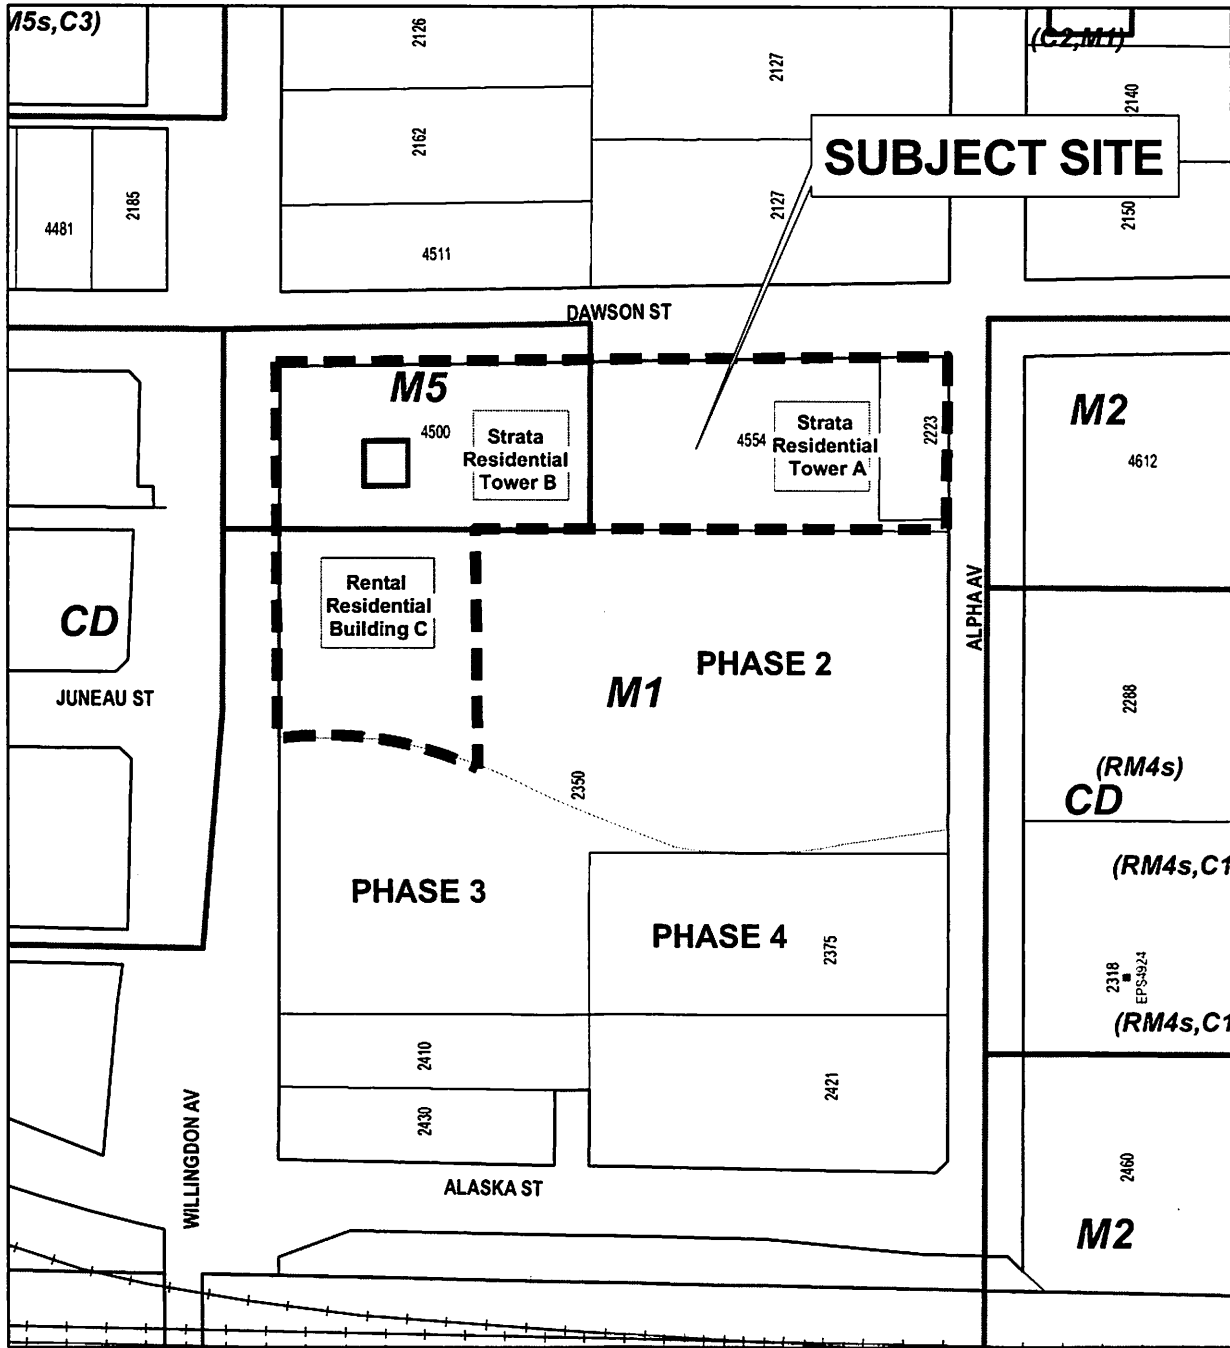 M5s,C3)
2126
2127
(C2,M1)
2140
SUBJECT SITE
2162
2185
4481
2127
2150
4511
DAWSON ST
M5
4500
Strata
Residential
Tower B
4554
Strata
Residential
Tower A
2223
M2
4612
Rental
Residential
Building C
CD
ALPHA AV
PHASE 2
M1
JUNEAU ST
2288
(RM4s)
CD
2350
(RM4s,C1
PHASE 3
PHASE 4
2375
2318
EPS4924
(RM4s,C1
2410
2421
2430
WILLINGDON AV
2460
ALASKA ST
M2